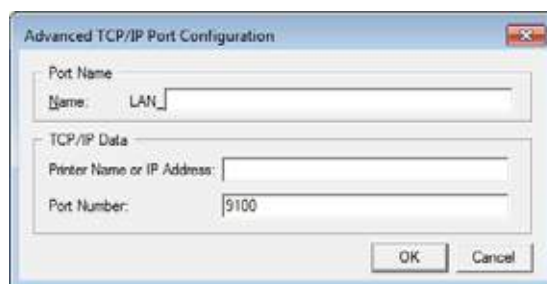 Advanced TCP/IP Port Configuration
Port Name
Name: LAN_
TCP/IP Data
Printer Name or IP Address:
Port Number: 9100
OK Cancel